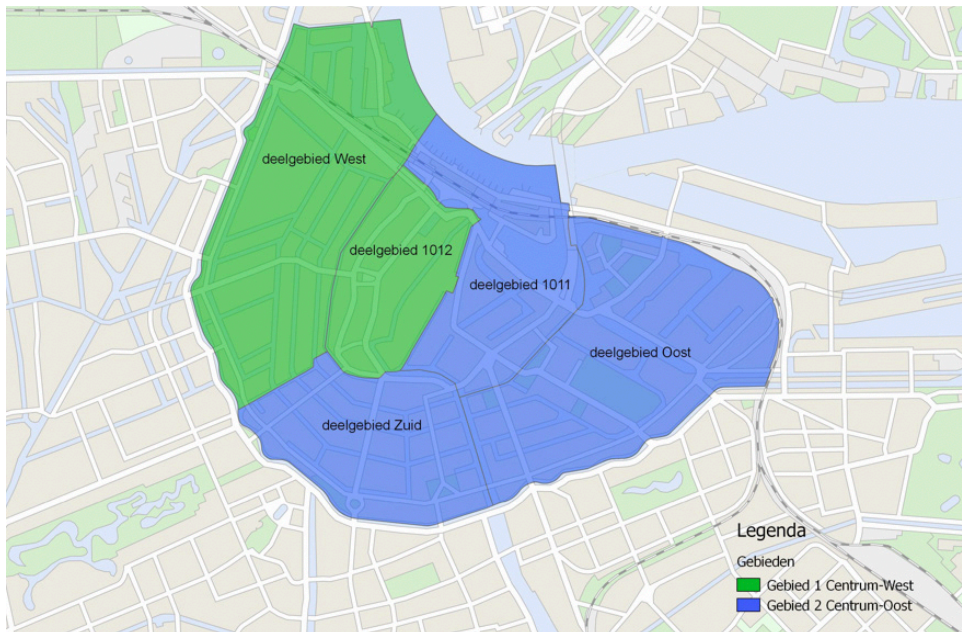 deelgebied West
deelgebied 1012
deelgebied 1011
deelgebied Oost
deelgebied Zuid
Legenda
Gebieden
Gebied 1 Centrum-West
Gebied 2 Centrum-Oost